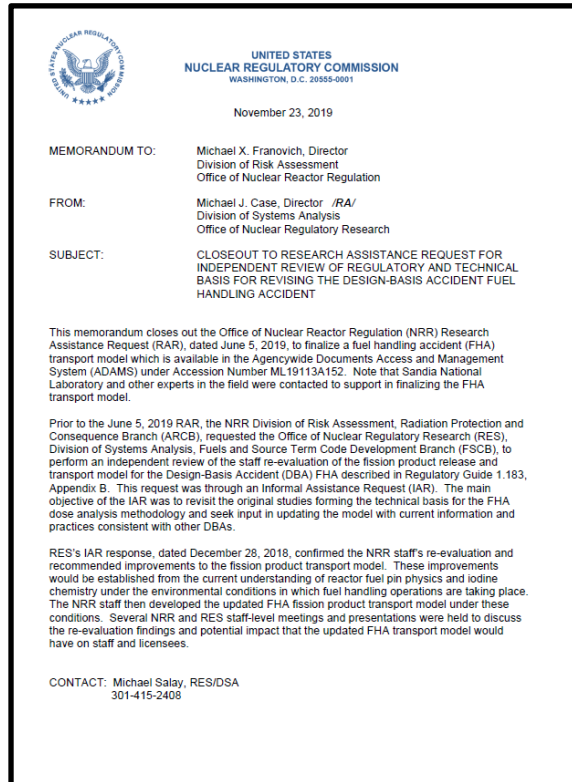 UNITED STATES NUCLEAR REGULATORY COMMISSION
UNITED STATES
NUCLEAR REGULATORY COMMISSION
WASHINGTON, D.C. 20555-0001
November 23, 2019
MEMORANDUM TO: Michael X. Franovich, Director
Division of Risk Assessment
Office of Nuclear Reactor Regulation
FROM: Michael J. Case, Director /RA/
Division of Systems Analysis
Office of Nuclear Regulatory Research
SUBJECT: CLOSEOUT TO RESEARCH ASSISTANCE REQUEST FOR
INDEPENDENT REVIEW OF REGULATORY AND TECHNICAL
BASIS FOR REVISING THE DESIGN-BASIS ACCIDENT FUEL
HANDLING ACCIDENT
This memorandum closes out the Office of Nuclear Reactor Regulation (NRR) Research
Assistance Request (RAR), dated June 5, 2019, to finalize a fuel handling accident (FHA)
transport model which is available in the Agencywide Documents Access and Management
System (ADAMS) under Accession Number ML19113A152. Note that Sandia National
Laboratory and other experts in the field were contacted to support in finalizing the FHA
transport model.
Prior to the June 5, 2019 RAR, the NRR Division of Risk Assessment, Radiation Protection and
Consequence Branch (ARCB), requested the Office of Nuclear Regulatory Research (RES),
Division of Systems Analysis, Fuels and Source Term Code Development Branch (FSCB), to
perform an independent review of the staff re-evaluation of the fission product release and
transport model for the Design-Basis Accident (DBA) FHA described in Regulatory Guide 1.183,
Appendix B. This request was through an Informal Assistance Request (IAR). The main
objective of the IAR was to revisit the original studies forming the technical basis for the FHA
dose analysis methodology and seek input in updating the model with current information and
practices consistent with other DBAs.
RES's IAR response, dated December 28, 2018, confirmed the NRR staff's re-evaluation and
recommended improvements to the fission product transport model. These improvements
would be established from the current understanding of reactor fuel pin physics and iodine
chemistry under the environmental conditions in which fuel handling operations are taking place.
The NRR staff then developed the updated FHA fission product transport model under these
conditions. Several NRR and RES staff-level meetings and presentations were held to discuss
the re-evaluation findings and potential impact that the updated FHA transport model would
have on staff and licensees.
CONTACT: Michael Salay, RES/DSA
301-415-2408